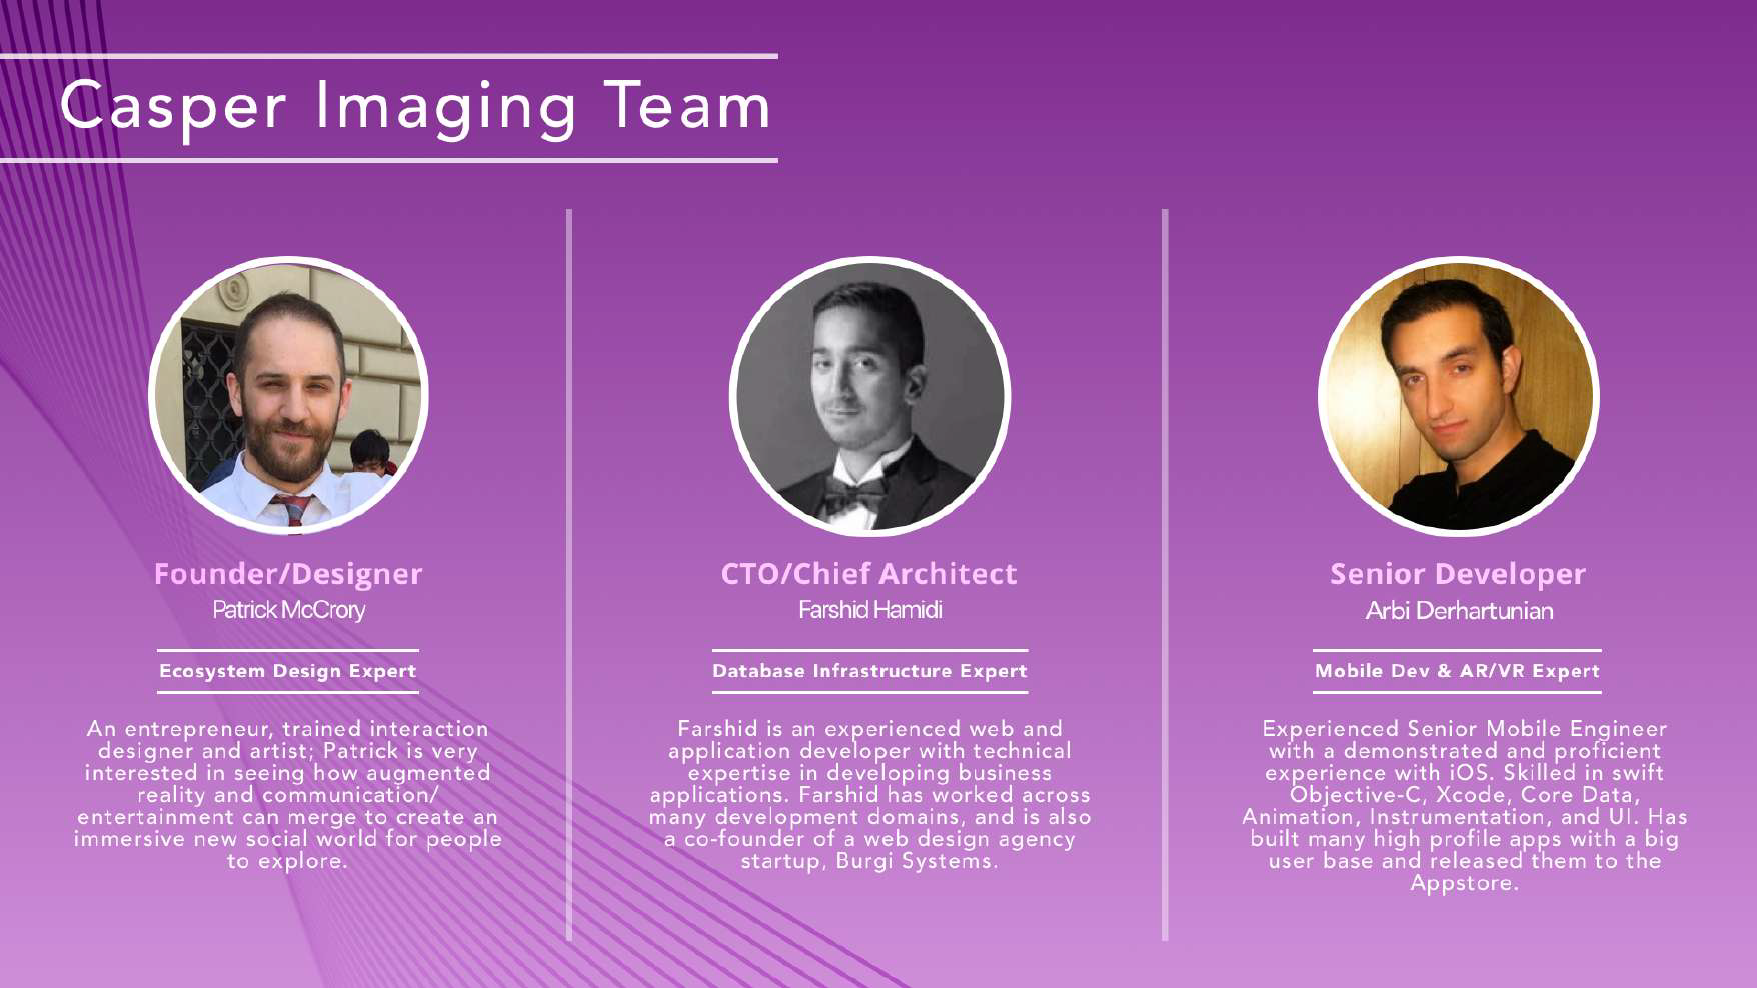 Casper Imaging Team
Founder/Designer
Patrick McCrory
Ecosystem Design Expert
An entrepreneur, trained interaction
designer and artist; Patrick is very
interested in seeing how augmented
reality and communication/
entertainment can merge to create an
immersive new social world for people
to explore.
CTO/Chief Architect
Farshid Hamidi
Database Infrastructure Expert
Farshid is an experienced web and
application developer with technical
expertise in developing business
applications. Farshid has worked across
many development domains, and is also
a co-founder of a web design agency
startup, Burgi Systems.
Senior Developer
Arbi Derhartunian
Mobile Dev & AR/VR Expert
Experienced Senior Mobile Engineer
with a demonstrated and proficient
experience with iOS. Skilled in swift
Objective-C, Xcode, Core Data,
Animation, Instrumentation, and UI. Has
built many high profile apps with a big
user base and released them to the
Appstore.